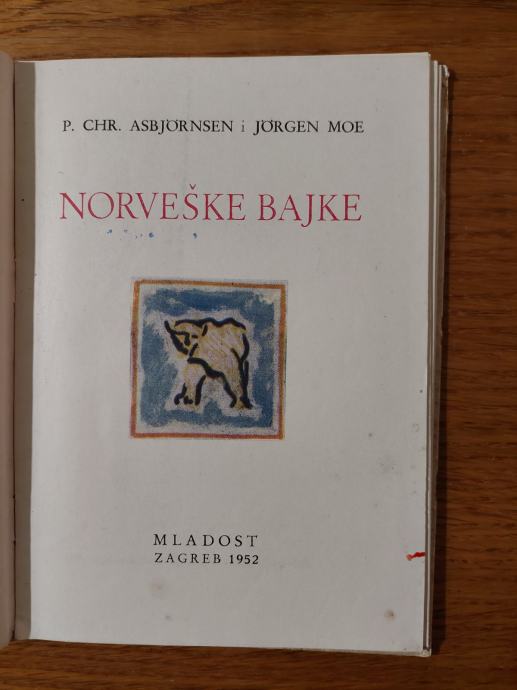 P. CHR. ASBJÖRNSEN i JÖRGEN MOE
NORVEŠKE BAJKE
MLADOST
ZAGREB 1952